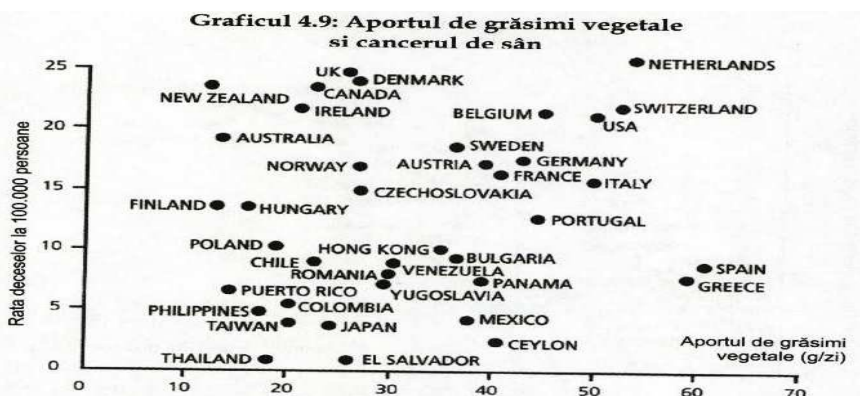 Graficul 4.9: Aportul de grăsimi vegetale
si cancerul de sân
Rata deceselor la 100.000 persoane
25
20
15
10
5
0
UK
DENMARK
NETHERLANDS
NEW ZEALAND
CANADA
IRELAND
BELGIUM
SWITZERLAND
USA
AUSTRALIA
SWEDEN
NORWAY
AUSTRIA
GERMANY
FRANCE
CZECHOSLOVAKIA
ITALY
FINLAND
HUNGARY
PORTUGAL
POLAND
HONG KONG
BULGARIA
CHILE
VENEZUELA
SPAIN
ROMANIA
PANAMA
GREECE
PUERTO RICO
YUGOSLAVIA
COLOMBIA
PHILIPPINES
TAIWAN
JAPAN
MEXICO
CEYLON
Aportul de grăsimi
vegetale (g/zi)
THAILAND
EL SALVADOR
0 10 20 30 40 50 60 70